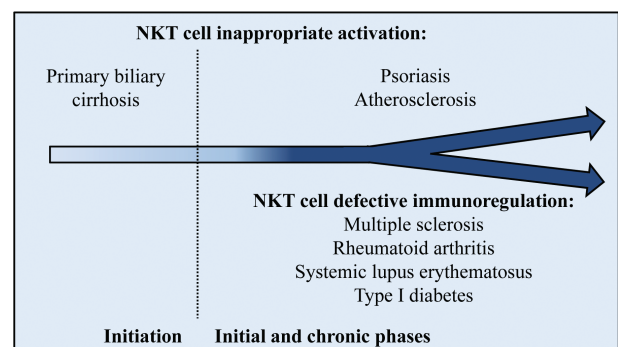 NKT cell inappropriate activation:
Primary biliary
cirrhosis
Psoriasis
Atherosclerosis
NKT cell defective immunoregulation:
Multiple sclerosis
Rheumatoid arthritis
Systemic lupus erythematosus
Type I diabetes
Initiation
Initial and chronic phases